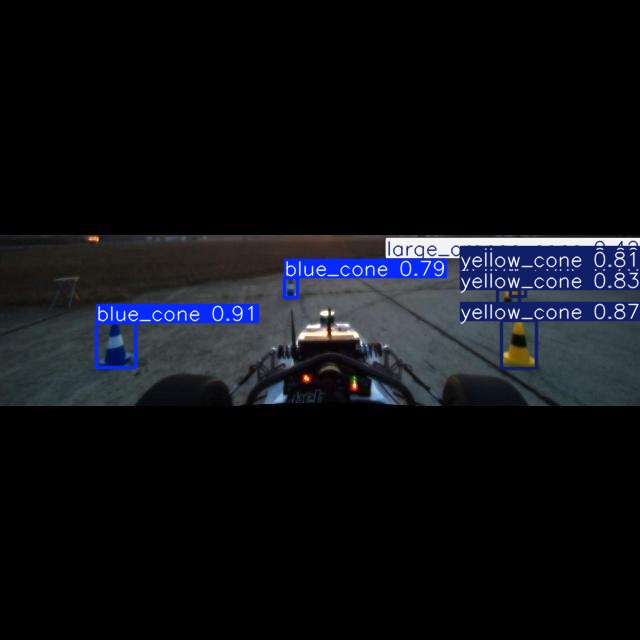 yellow_cone 0.81
blue_cone 0.79
yellow_cone 0.83
blue_cone 0.91
yellow_cone 0.87